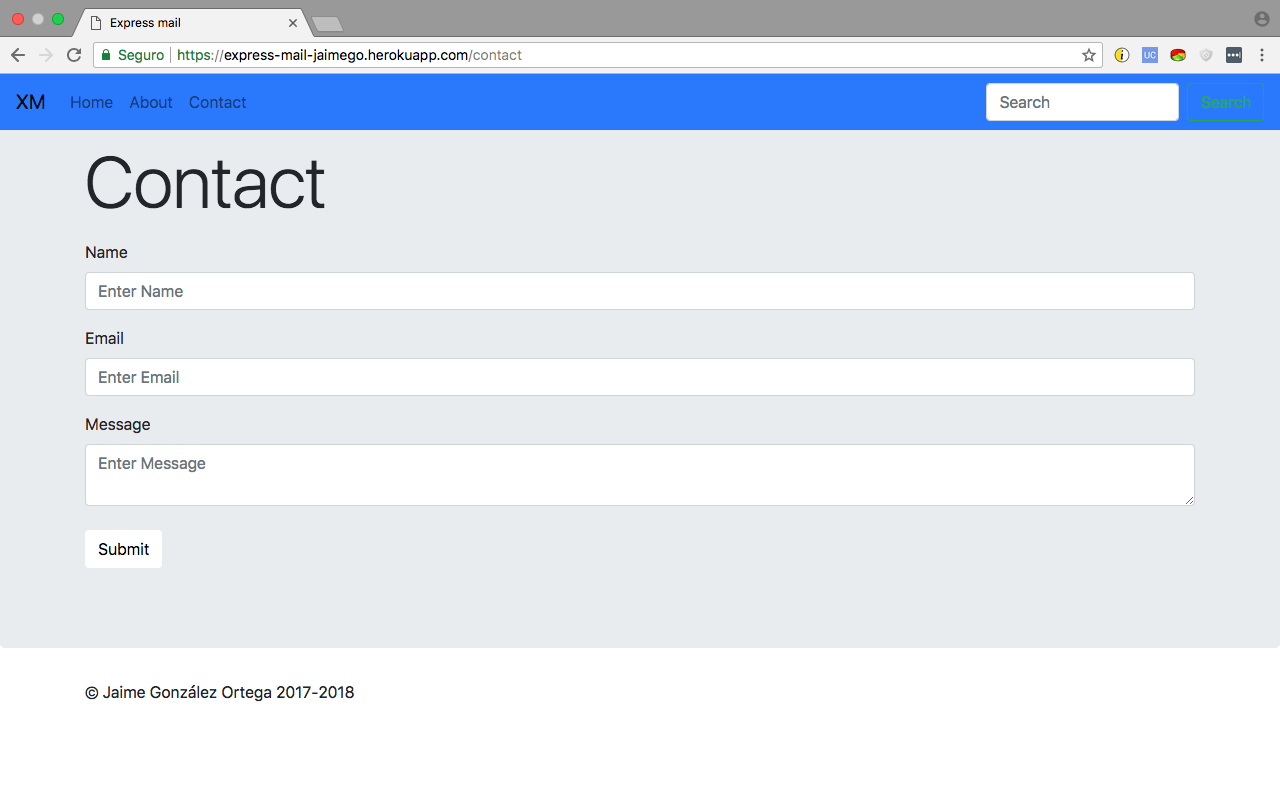 Express mail
Seguro https://express-mail-jaimego.herokuapp.com/contact
UC
XM Home About Contact Search Search
Contact
Name
Enter Name
Email
Enter Email
Message
Enter Message
Submit
© Jaime González Ortega 2017-2018